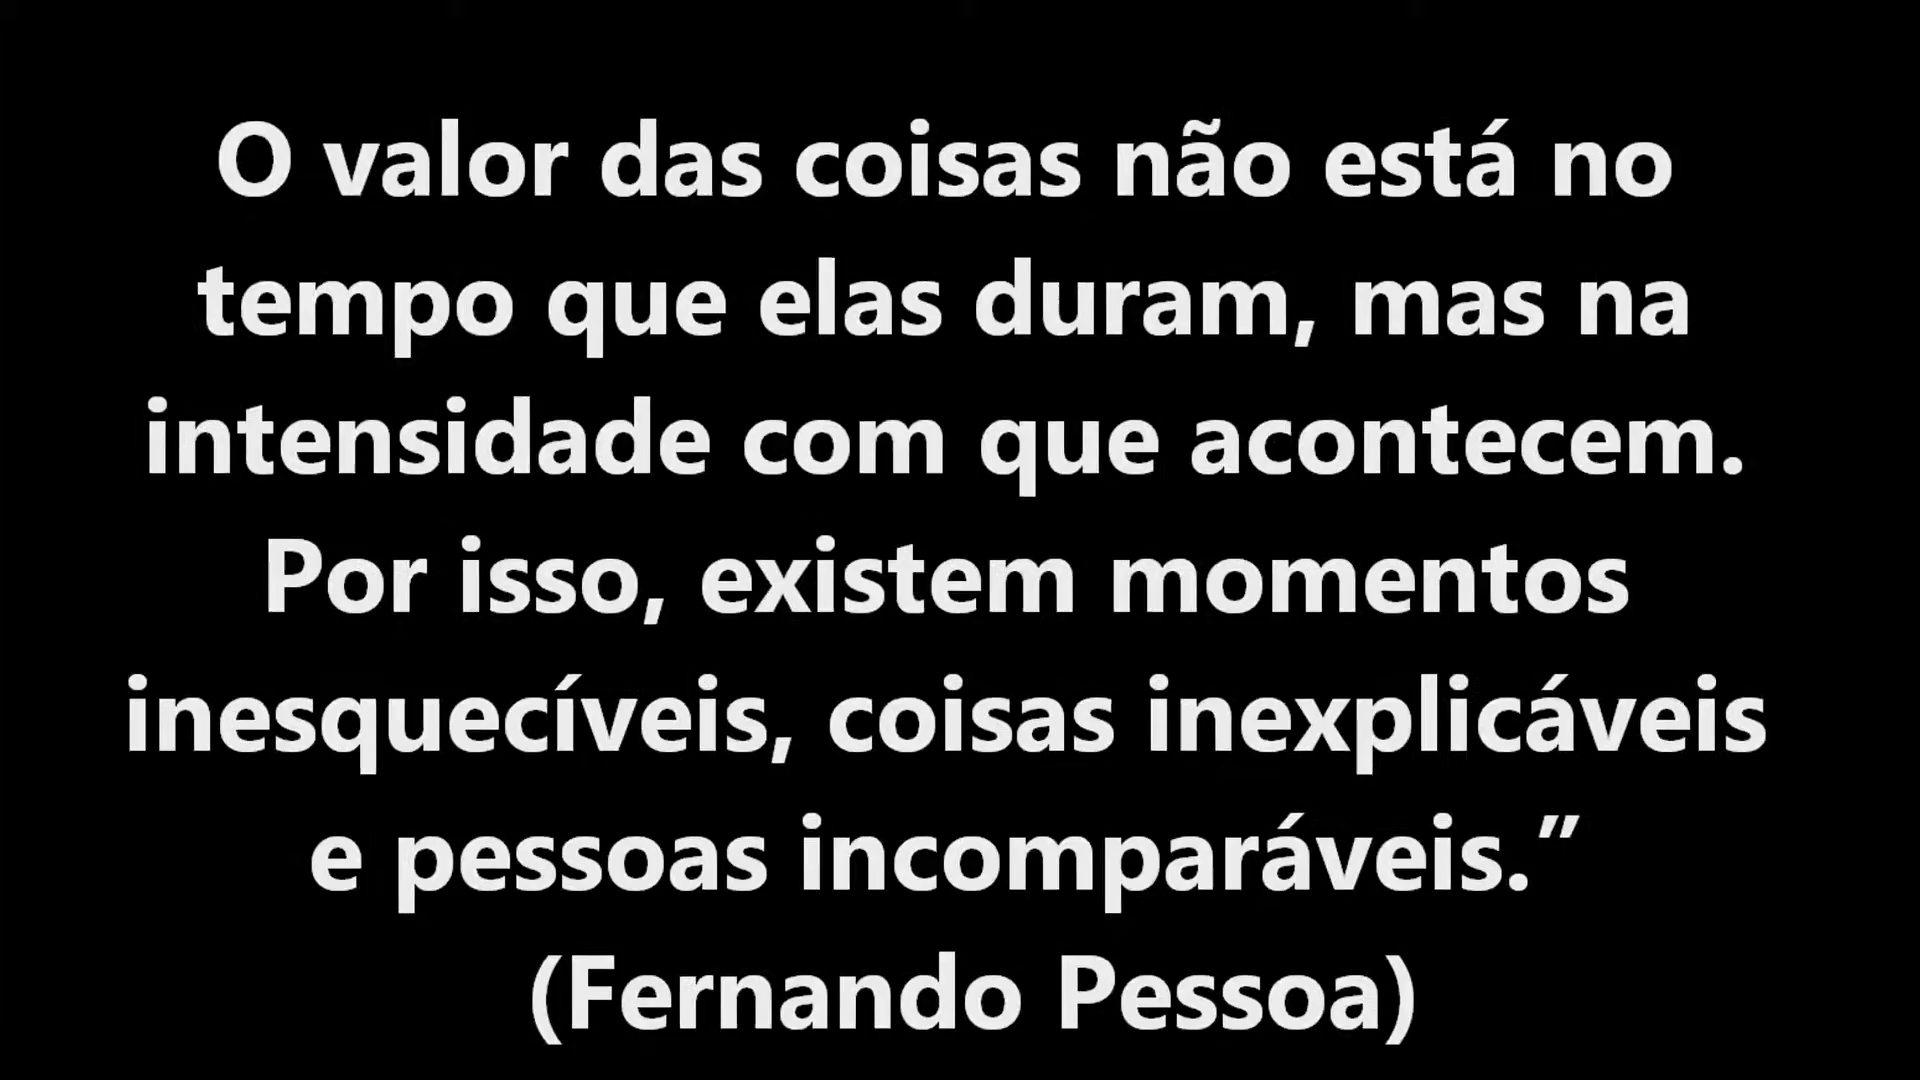 O valor das coisas não está no
tempo que elas duram, mas na
intensidade com que acontecem.
Por isso, existem momentos
inesquecíveis, coisas inexplicáveis
e pessoas incomparáveis.”
(Fernando Pessoa)